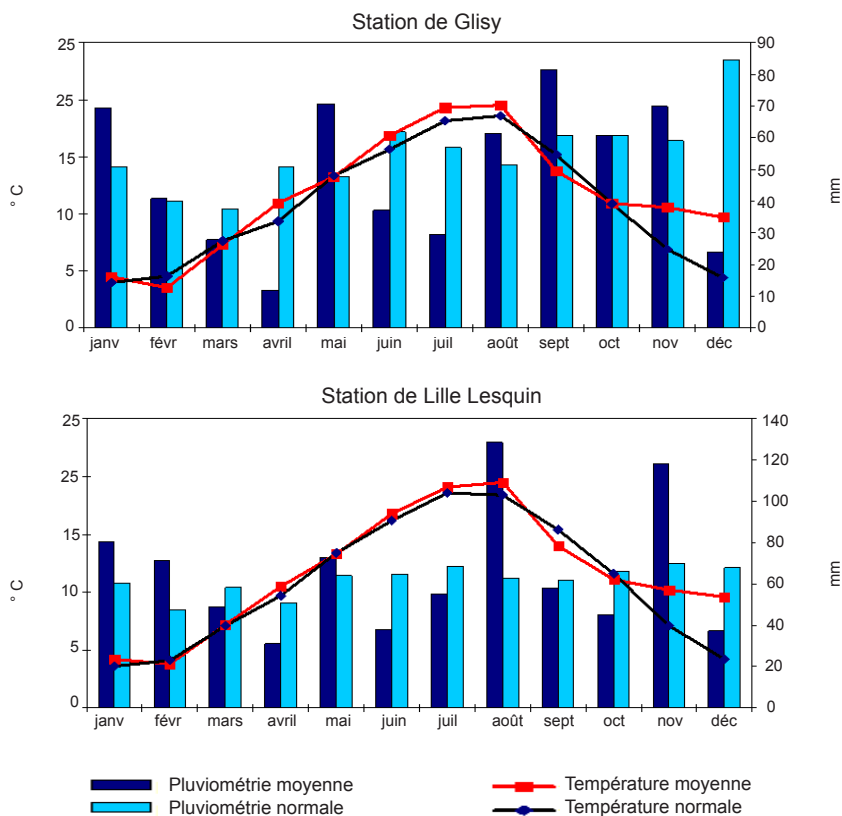 Station de Glisy
25 90
80
25 70
60
15 50
° C mm
10 40
30
5 20
10
0 0
janv févr mars avril mai juin juil août sept oct nov déc
Station de Lille Lesquin
25 140
120
25
100
15 80
° C mm
10 60
40
5
20
0 0
janv févr mars avril mai juin juil août sept oct nov déc
Pluviométrie moyenne Température moyenne
Pluviométrie normale Température normale